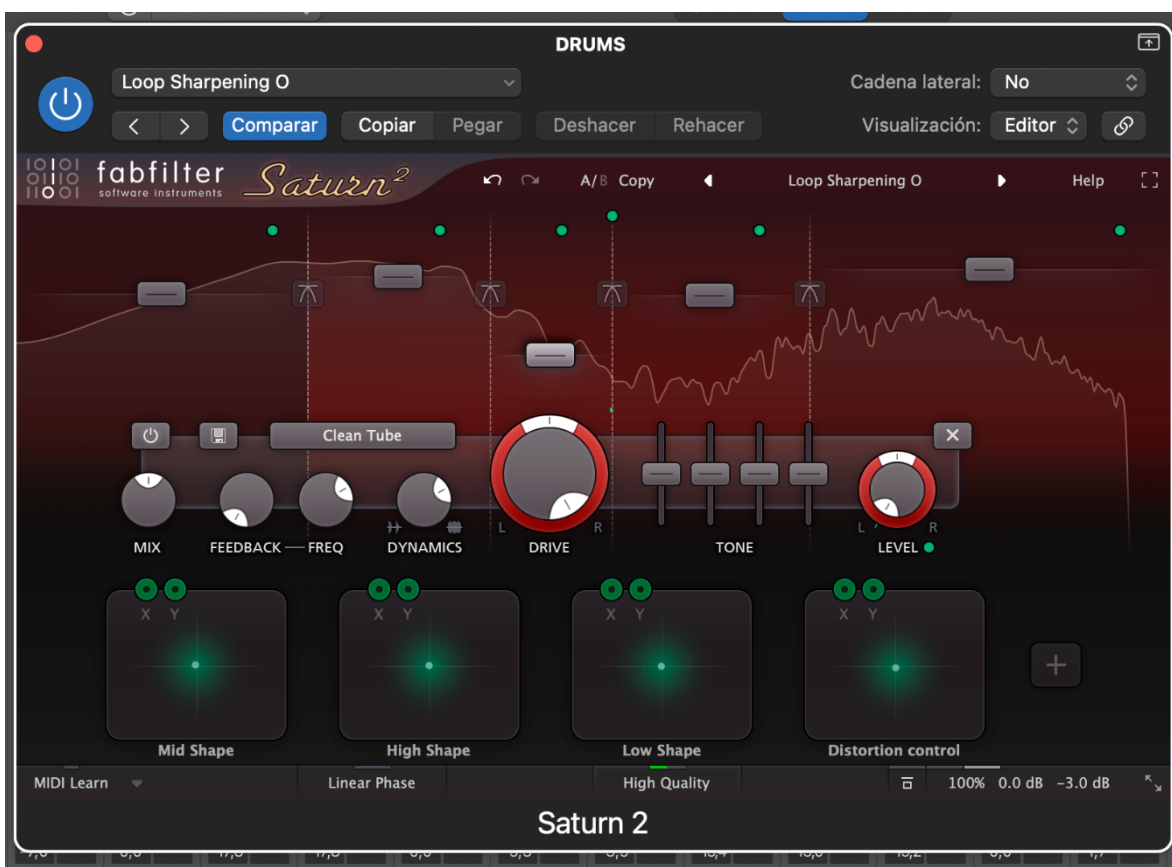 DRUMS
Loop Sharpening O
Cadena lateral: No
Comparar Copiar Pegar Deshacer Rehacer Visualización: Editor
fabfilter
software instruments
Saturn 2
A/B Copy Loop Sharpening O Help
Clean Tube
L R L R
MIX FEEDBACK FREQ DYNAMICS DRIVE TONE LEVEL
X Y X Y X Y X Y
Mid Shape High Shape Low Shape Distortion control
MIDI Learn Linear Phase High Quality 100% 0.0 dB -3.0 dB
Saturn 2